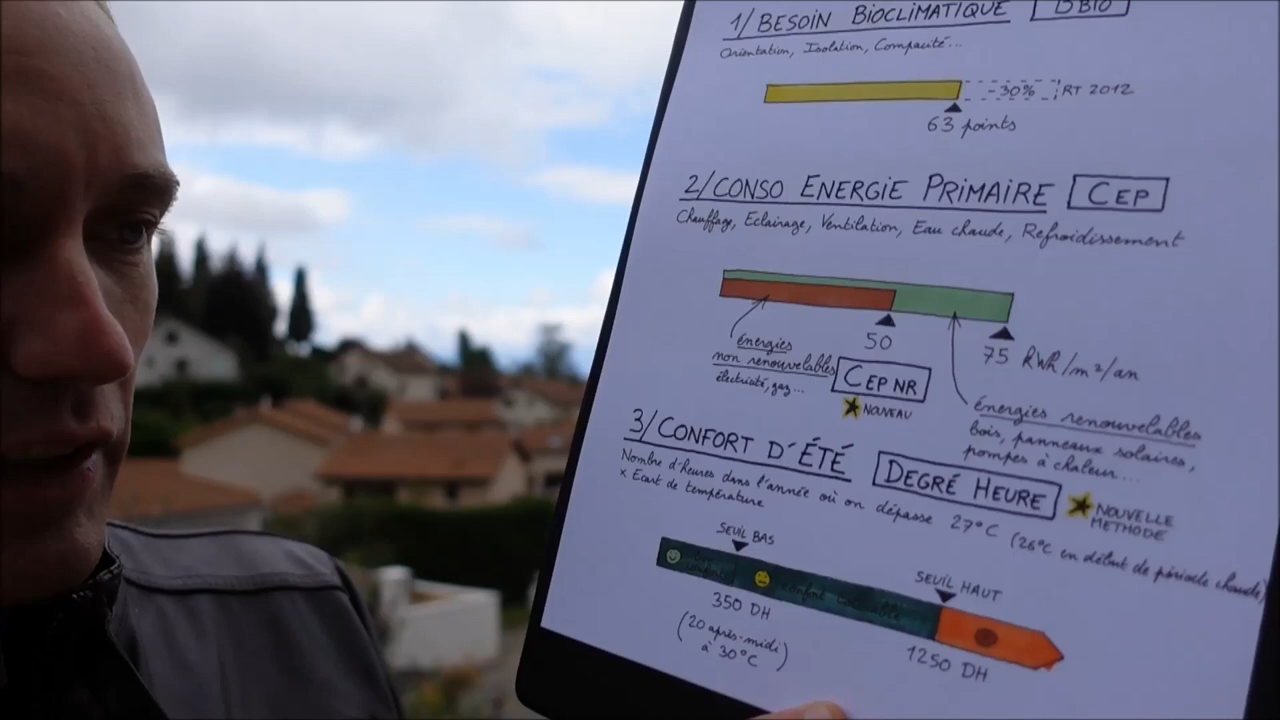 1/ BESOIN BIOCLIMATIQUE BBIO
Orientation, Isolation, Compacité...
-30% RT 2012
63 points
2/ CONSO ENERGIE PRIMAIRE CEP
Chauffage, Eclairage, Ventilation, Eau chaude, Refroidissement
50
75 kWh/m²/an
énergies
non renouvelables
électricité, gaz...
CEP NR
NOUVEAU
énergies renouvelables
bois, panneaux solaires,
pompes à chaleur...
3/ CONFORT D'ÉTÉ DEGRÉ HEURE
NOUVELLE
METHODE
Nombre d'heures dans l'année où on dépasse 27°C (26°C en début de période chaude)
x Ecart de température
SEUIL BAS
SEUIL HAUT
350 DH
(20 après-midi
à 30°C)
1250 DH